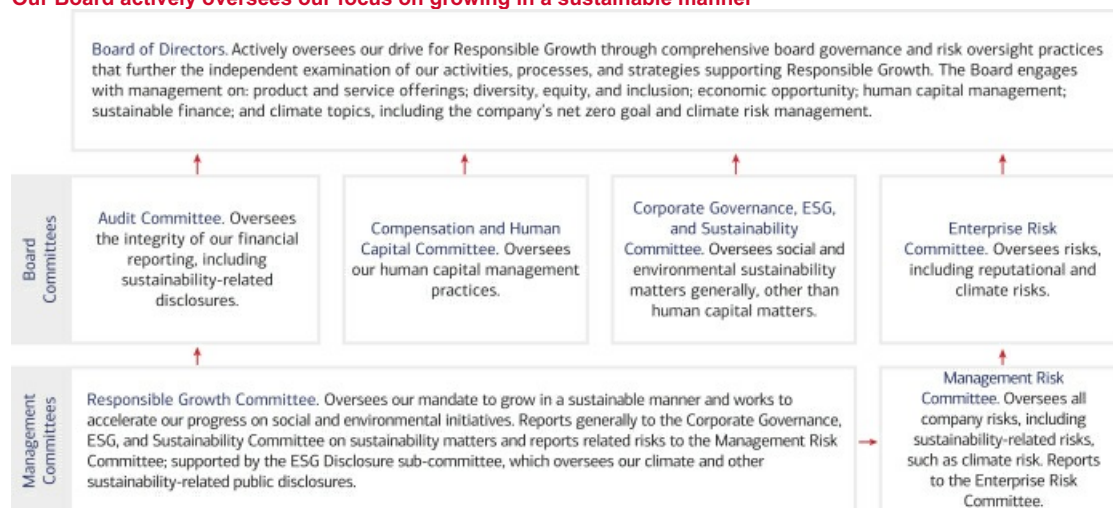 Our Board actively oversees our focus on growing in a sustainable manner
Board of Directors. Actively oversees our drive for Responsible Growth through comprehensive board governance and risk oversight practices
that further the independent examination of our activities, processes, and strategies supporting Responsible Growth. The Board engages
with management on: product and service offerings; diversity, equity, and inclusion; economic opportunity; human capital management;
sustainable finance; and climate topics, including the company's net zero goal and climate risk management.
Board
Committees
Audit Committee. Oversees
the integrity of our financial
reporting, including
sustainability-related
disclosures.
Compensation and Human
Capital Committee. Oversees
our human capital management
practices.
Corporate Governance, ESG,
and Sustainability
Committee. Oversees social and
environmental sustainability
matters generally, other than
human capital matters.
Enterprise Risk
Committee. Oversees risks,
including reputational and
climate risks.
Management
Committees
Responsible Growth Committee. Oversees our mandate to grow in a sustainable manner and works to
accelerate our progress on social and environmental initiatives. Reports generally to the Corporate Governance,
ESG, and Sustainability Committee on sustainability matters and reports related risks to the Management Risk
Committee; supported by the ESG Disclosure sub-committee, which oversees our climate and other
sustainability-related public disclosures.
Management Risk
Committee. Oversees all
company risks, including
sustainability-related risks,
such as climate risk. Reports
to the Enterprise Risk
Committee.